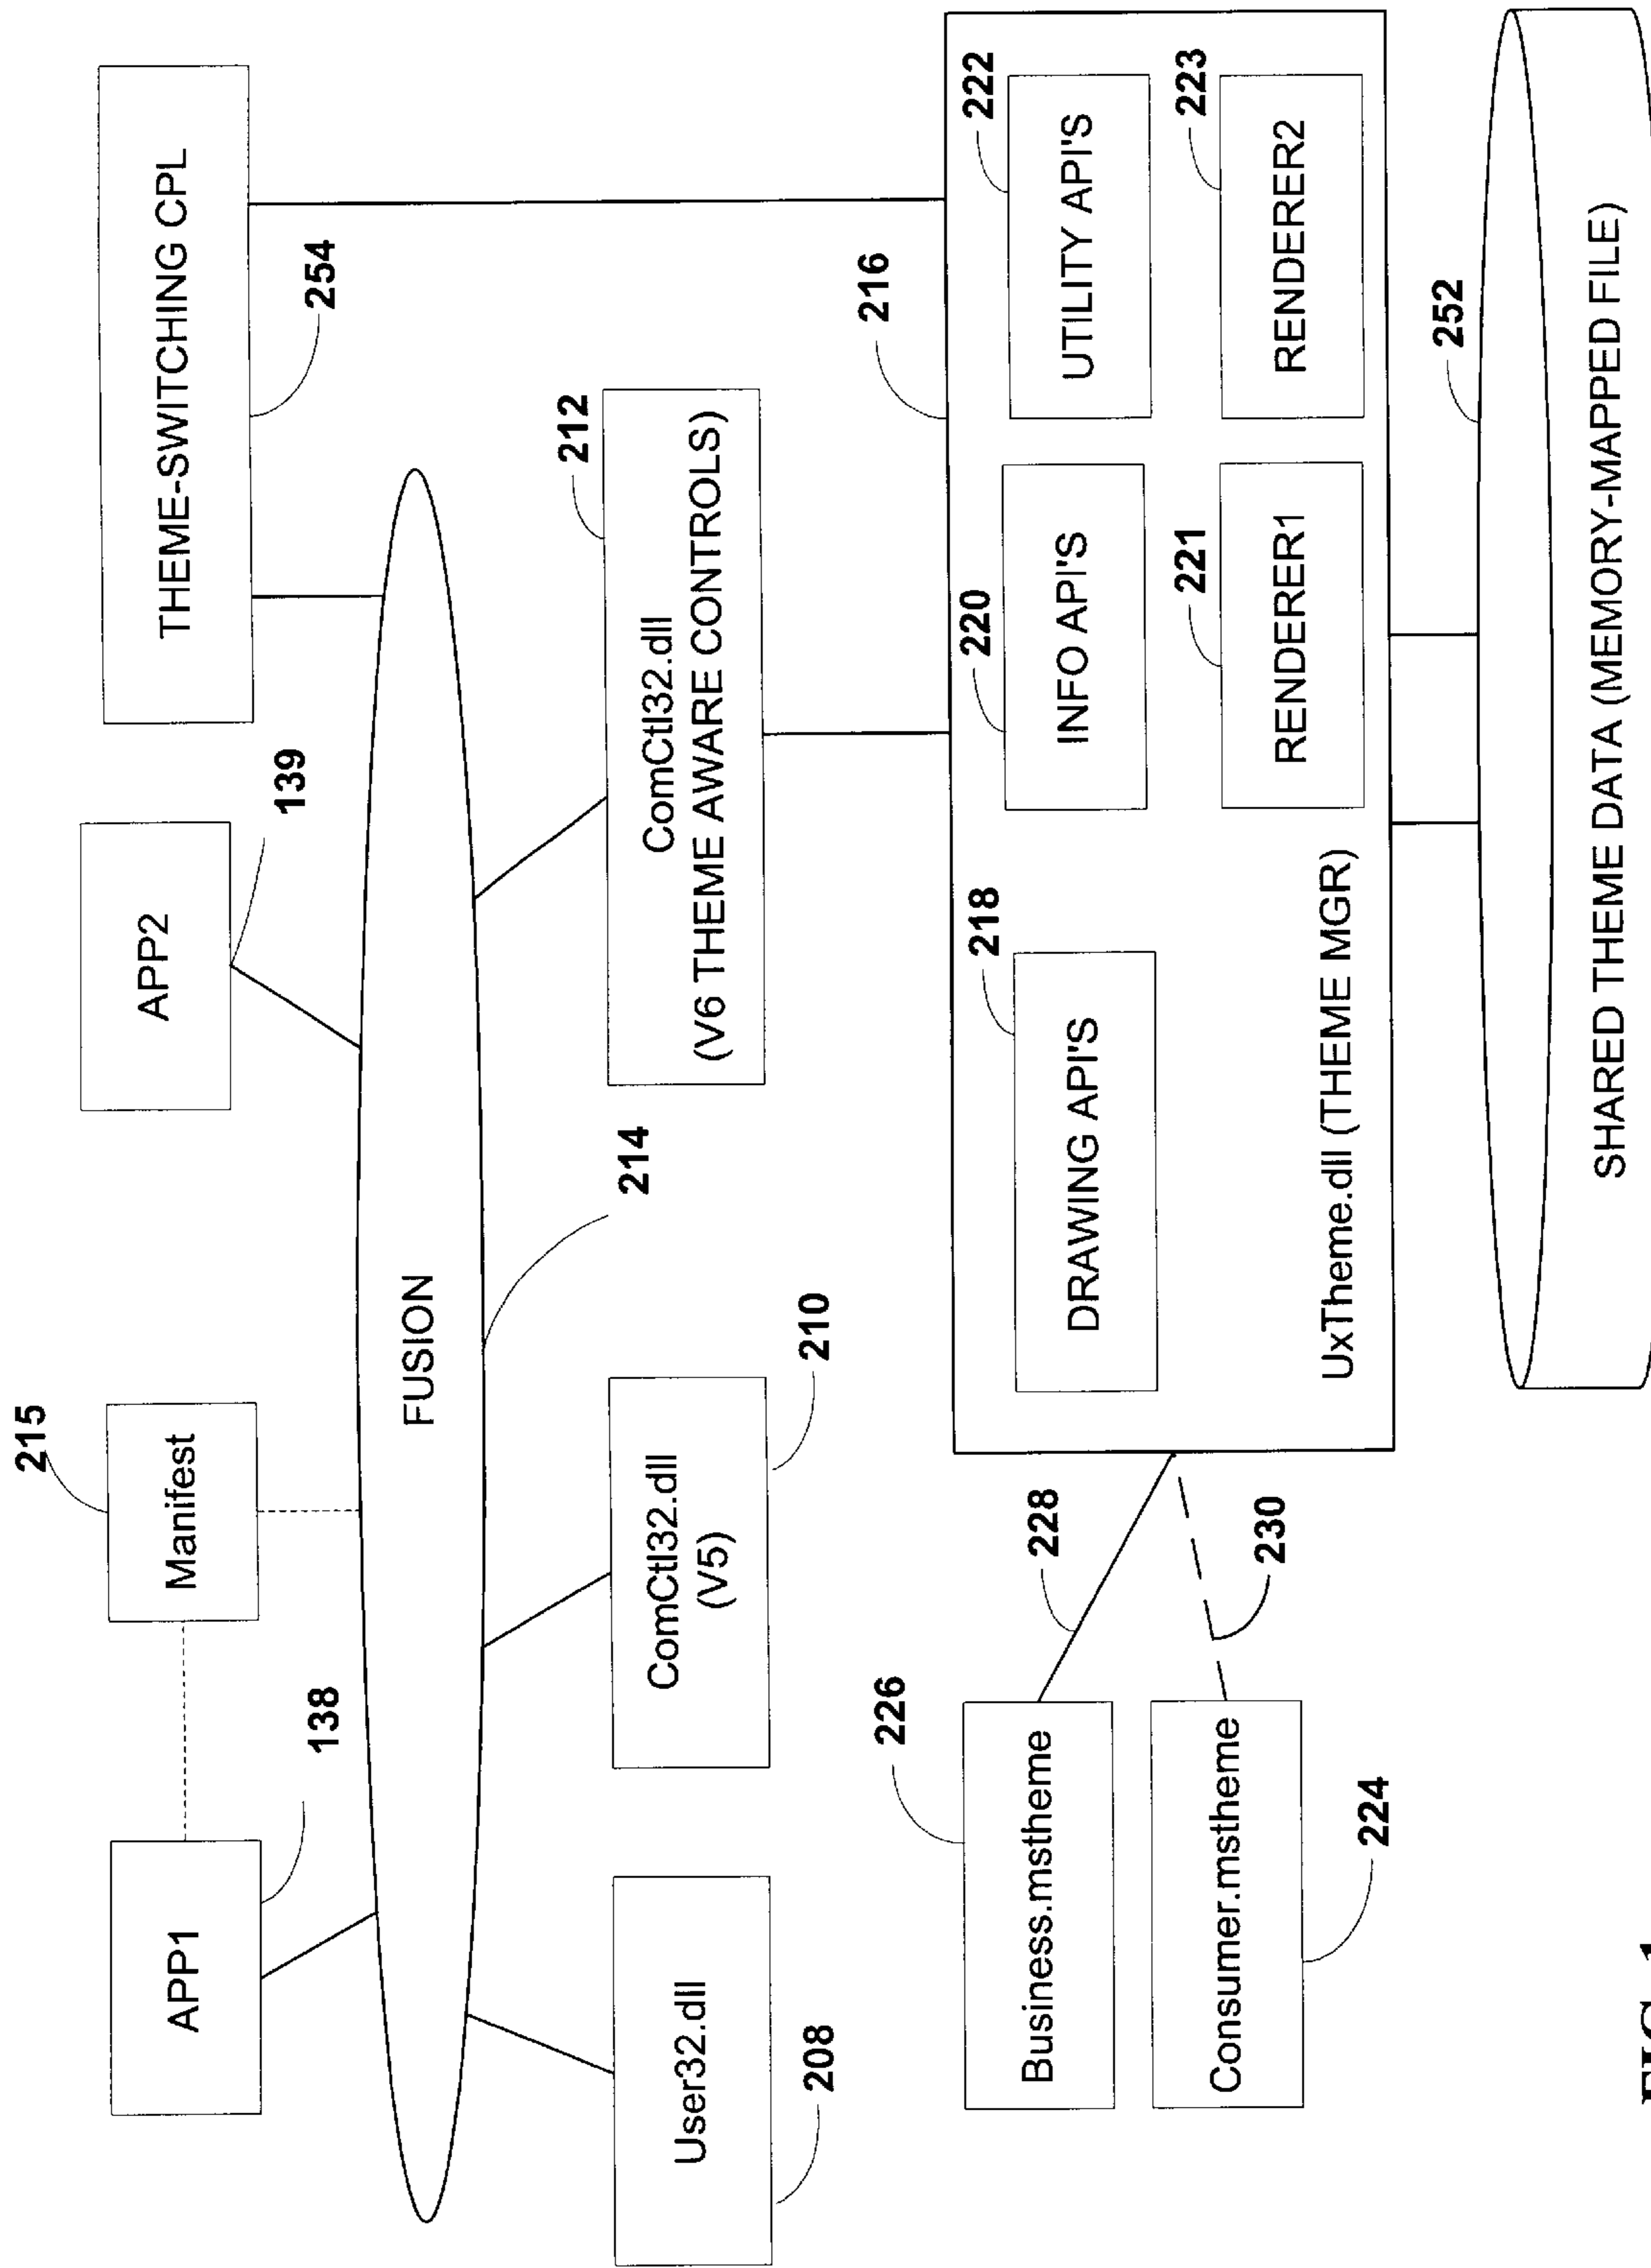 APP1
138
Manifest
215
APP2
139
THEME-SWITCHING CPL
254
FUSION
214
User32.dll
208
ComCtl32.dll
(V5)
210
ComCtl32.dll
(V6 THEME AWARE CONTROLS)
212
216
Business.mstheme
226
228
Consumer.mstheme
224
230
DRAWING API'S
218
INFO API'S
220
UTILITY API'S
222
RENDERER1
221
RENDERER2
223
UxTheme.dll (THEME MGR)
252
SHARED THEME DATA (MEMORY-MAPPED FILE)